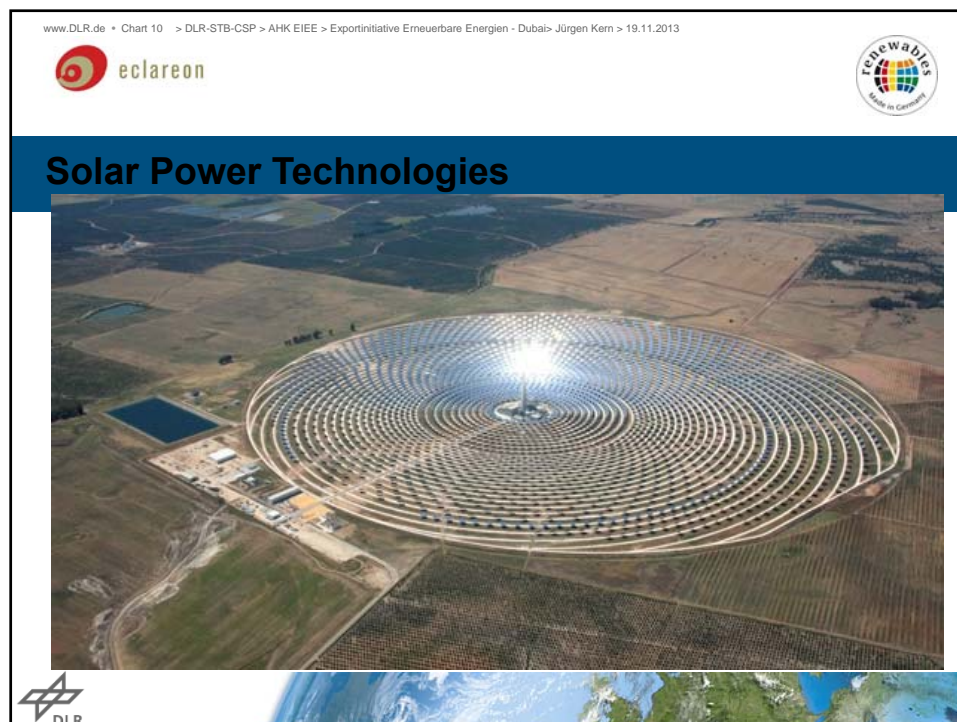 www.DLR.de • Chart 10 > DLR-STB-CSP > AHK EIEE > Exportinitiative Erneuerbare Energien - Dubai> Jürgen Kern > 19.11.2013
eclareon
renewables
Made in Germany
Solar Power Technologies
DLR